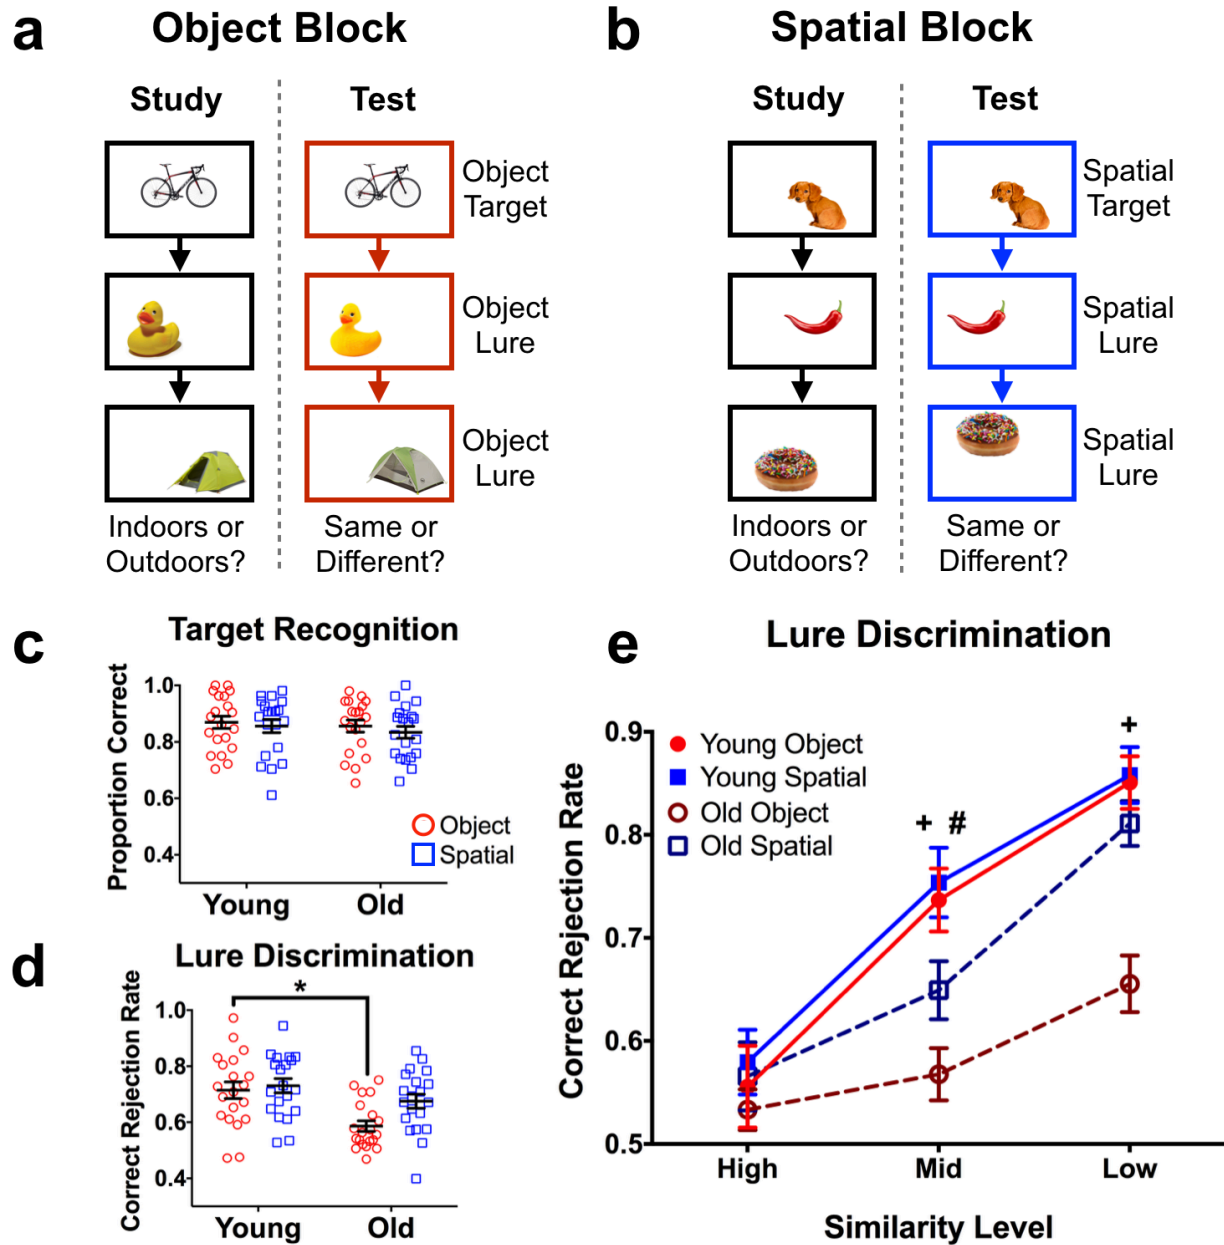 a
Object Block
Study
Test
Object
Target
Object
Lure
Object
Lure
Indoors or
Outdoors?
Same or
Different?
b
Spatial Block
Study
Test
Spatial
Target
Spatial
Lure
Spatial
Lure
Indoors or
Outdoors?
Same or
Different?
c
Target Recognition
Proportion Correct
1.0
0.8
0.6
0.4
Object
Spatial
Young
Old
d
Lure Discrimination
Correct Rejection Rate
*
1.0
0.8
0.6
0.4
Young
Old
e
Lure Discrimination
Correct Rejection Rate
0.9
0.8
0.7
0.6
0.5
Young Object
Young Spatial
Old Object
Old Spatial
+ #
+
High
Mid
Low
Similarity Level